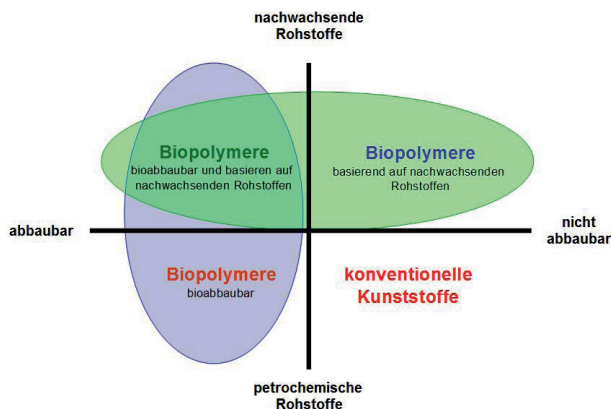 nachwachsende
Rohstoffe
Biopolymere
bioabbaubar und basieren auf
nachwachsenden Rohstoffen
Biopolymere
basierend auf nachwachsenden
Rohstoffen
abbaubar
nicht
abbaubar
Biopolymere
bioabbaubar
konventionelle
Kunststoffe
petrochemische
Rohstoffe